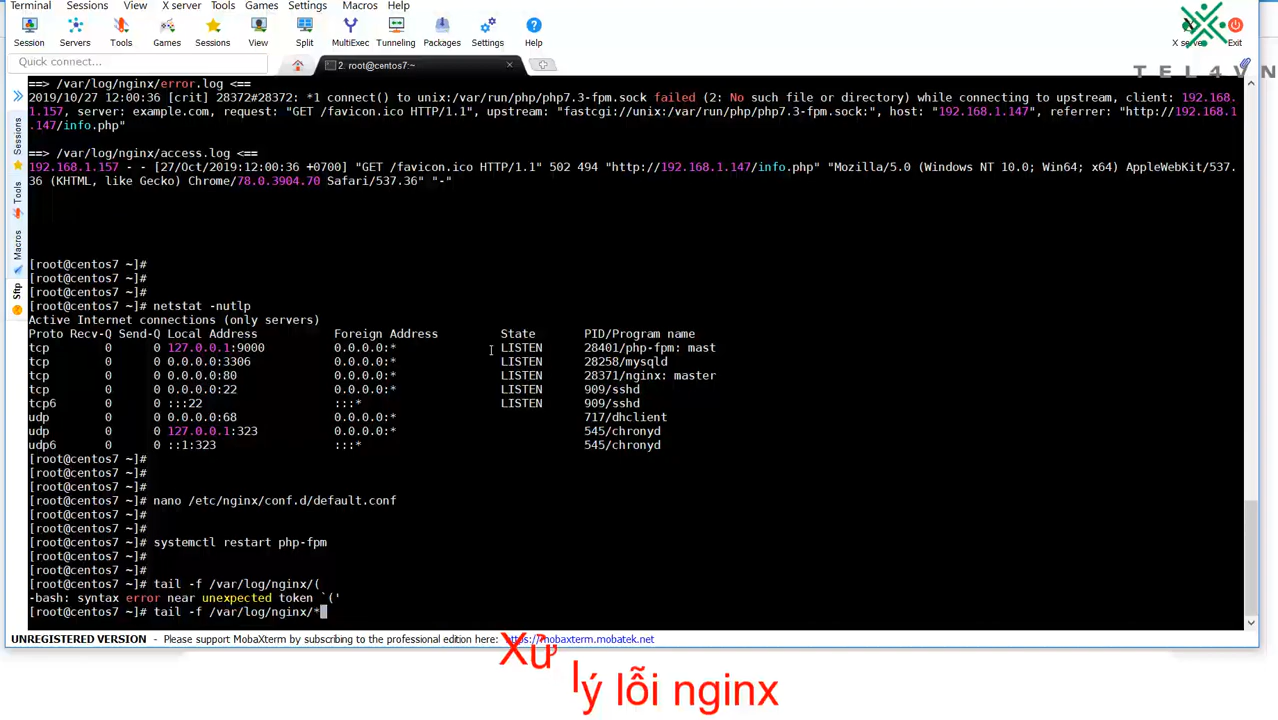 Terminal Sessions View X server Tools Games Settings Macros Help
Session Servers Tools Games Sessions View Split MultiExec Tunneling Packages Settings Help X server Exit
Quick connect... 2. root@centos7:~
TEL4VN
==> /var/log/nginx/error.log <==
2019/10/27 12:00:36 [crit] 28372#28372: *1 connect() to unix:/var/run/php/php7.3-fpm.sock failed (2: No such file or directory) while connecting to upstream, client: 192.168.
1.157, server: example.com, request: "GET /favicon.ico HTTP/1.1", upstream: "fastcgi://unix:/var/run/php/php7.3-fpm.sock:", host: "192.168.1.147", referrer: "http://192.168.1
.147/info.php"
==> /var/log/nginx/access.log <==
192.168.1.157 - - [27/Oct/2019:12:00:36 +0700] "GET /favicon.ico HTTP/1.1" 502 494 "http://192.168.1.147/info.php" "Mozilla/5.0 (Windows NT 10.0; Win64; x64) AppleWebKit/537.
36 (KHTML, like Gecko) Chrome/78.0.3904.70 Safari/537.36" "-"
Sessions
Tools
Macros
Sftp
[root@centos7 ~]#
[root@centos7 ~]#
[root@centos7 ~]#
[root@centos7 ~]# netstat -nutlp
Active Internet connections (only servers)
Proto Recv-Q Send-Q Local Address Foreign Address State PID/Program name
tcp 0 0 127.0.0.1:9000 0.0.0.0:* LISTEN 28401/php-fpm: mast
tcp 0 0 0.0.0.0:3306 0.0.0.0:* LISTEN 28258/mysqld
tcp 0 0 0.0.0.0:80 0.0.0.0:* LISTEN 28371/nginx: master
tcp 0 0 0.0.0.0:22 0.0.0.0:* LISTEN 909/sshd
tcp6 0 0 :::22 :::* LISTEN 909/sshd
udp 0 0 0.0.0.0:68 0.0.0.0:* 717/dhclient
udp 0 0 127.0.0.1:323 0.0.0.0:* 545/chronyd
udp6 0 0 ::1:323 :::* 545/chronyd
[root@centos7 ~]#
[root@centos7 ~]#
[root@centos7 ~]#
[root@centos7 ~]# nano /etc/nginx/conf.d/default.conf
[root@centos7 ~]#
[root@centos7 ~]#
[root@centos7 ~]# systemctl restart php-fpm
[root@centos7 ~]#
[root@centos7 ~]#
[root@centos7 ~]# tail -f /var/log/nginx/(
-bash: syntax error near unexpected token `('
[root@centos7 ~]# tail -f /var/log/nginx/*
UNREGISTERED VERSION - Please support MobaXterm by subscribing to the professional edition here: https://mobaxterm.mobatek.net
Xử
lý lỗi nginx